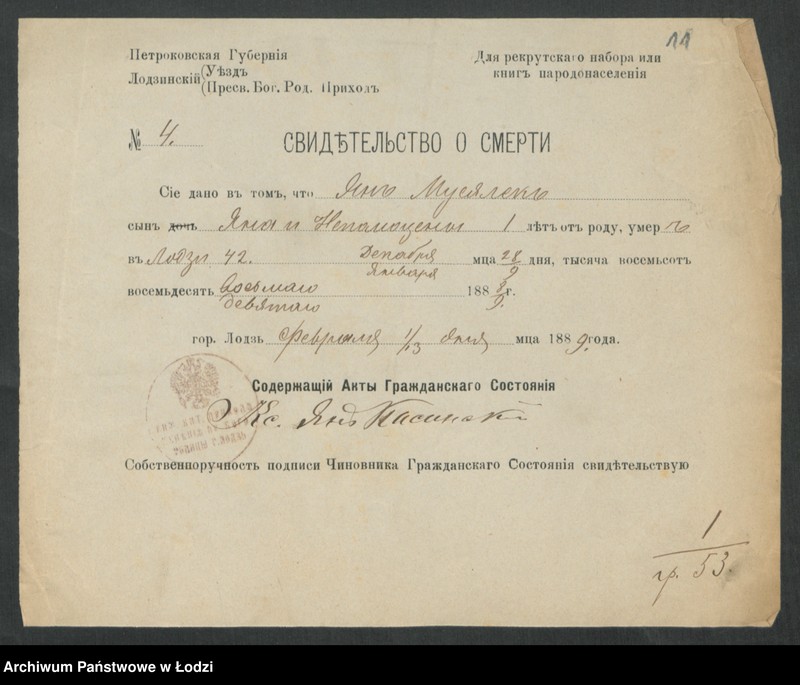 11
Петроковская Губернія
Лодзинскій (Уѣздъ
(Пресв. Бог. Род. Приходъ
Для рекрутскаго набора или
книгъ народонаселенія
№ 4.
СВИДѢТЕЛЬСТВО О СМЕРТИ
Сіе дано въ томъ, что Янъ Мусялекъ
сынъ дочь Яна и Непомоцены 1 лѣтъ отъ роду, умеръ
въ Лодзи 42. Декабря мца 28 дня, тысяча восемьсотъ
Января 9
восемьдесятъ восьмаго 188 8 г.
девятаго 9.
гор. Лодзь Февраля 1/13 дня мца 188 9 года.
Содержащій Акты Гражданскаго Состоянія
Кс. Янъ
Собственноручность подписи Чиновника Гражданскаго Состоянія свидѣтельствую
1
гр. 53.
Archiwum Państwowe w Łodzi